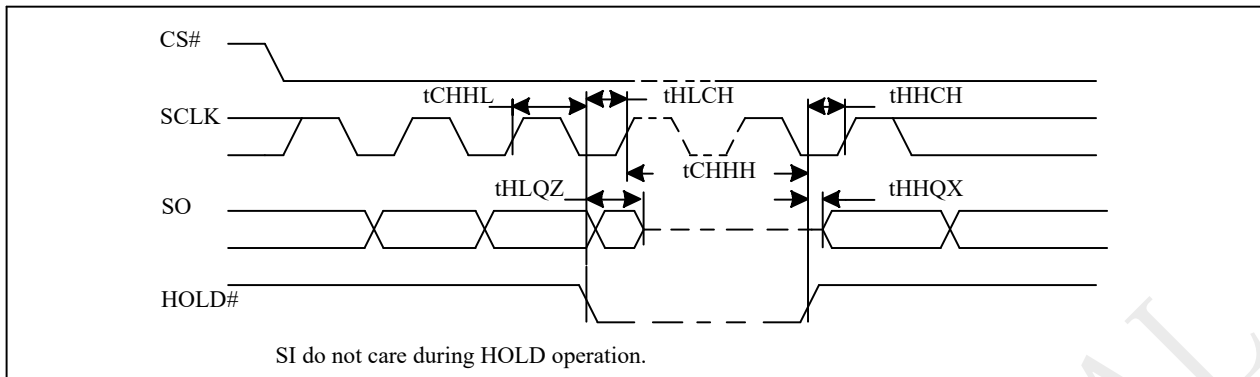 CS#
tCHHL
tHLCH
tHHCH
SCLK
tCHHH
tHLQZ
tHHQX
SO
HOLD#
SI do not care during HOLD operation.